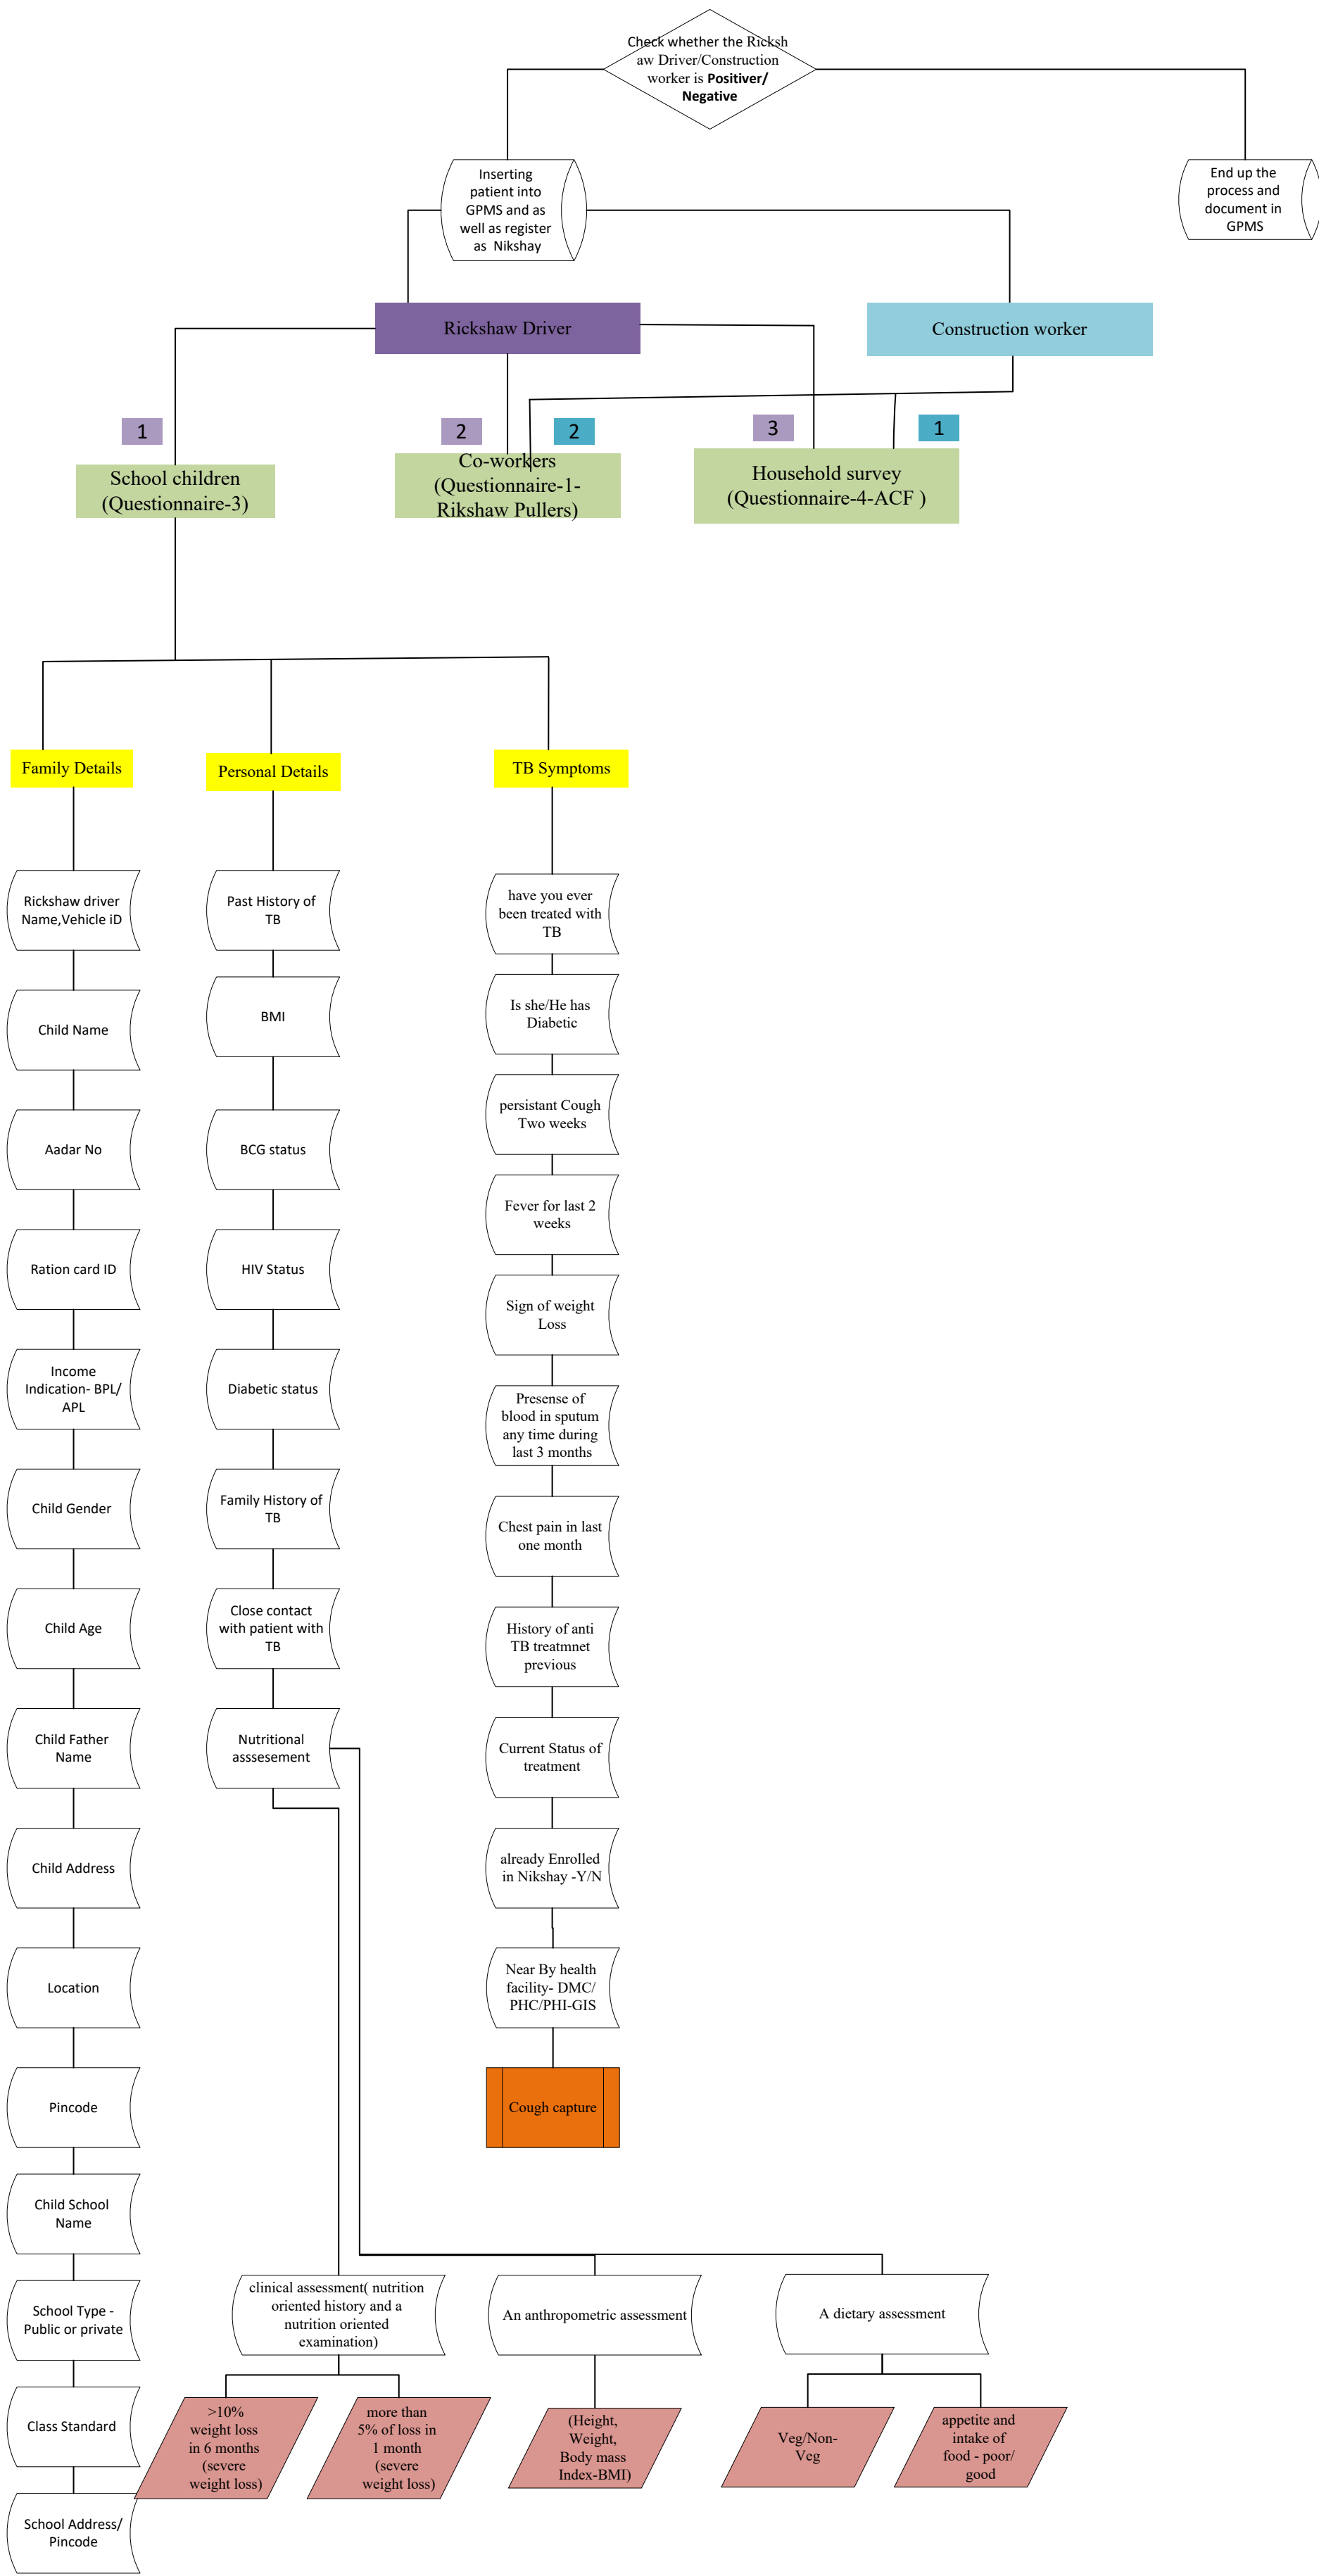 Check whether the Ricksh
aw Driver/Construction
worker is Positiver/
Negative
Inserting
patient into
GPMS and as
well as register
as Nikshay
End up the
process and
document in
GPMS
Rickshaw Driver
Construction worker
1
2
2
3
1
School children
(Questionnaire-3)
Co-workers
(Questionnaire-1-
Rikshaw Pullers)
Household survey
(Questionnaire-4-ACF )
Family Details
Personal Details
TB Symptoms
Rickshaw driver
Name,Vehicle iD
Child Name
Aadar No
Ration card ID
Income
Indication- BPL/
APL
Child Gender
Child Age
Child Father
Name
Child Address
Location
Pincode
Child School
Name
School Type -
Public or private
Class Standard
School Address/
Pincode
Past History of
TB
BMI
BCG status
HIV Status
Diabetic status
Family History of
TB
Close contact
with patient with
TB
Nutritional
asssesement
have you ever
been treated with
TB
Is she/He has
Diabetic
persistant Cough
Two weeks
Fever for last 2
weeks
Sign of weight
Loss
Presense of
blood in sputum
any time during
last 3 months
Chest pain in last
one month
History of anti
TB treatmnet
previous
Current Status of
treatment
already Enrolled
in Nikshay -Y/N
Near By health
facility- DMC/
PHC/PHI-GIS
Cough capture
clinical assessment( nutrition
oriented history and a
nutrition oriented
examination)
An anthropometric assessment
A dietary assessment
>10%
weight loss
in 6 months
(severe
weight loss)
more than
5% of loss in
1 month
(severe
weight loss)
(Height,
Weight,
Body mass
Index-BMI)
Veg/Non-
Veg
appetite and
intake of
food - poor/
good